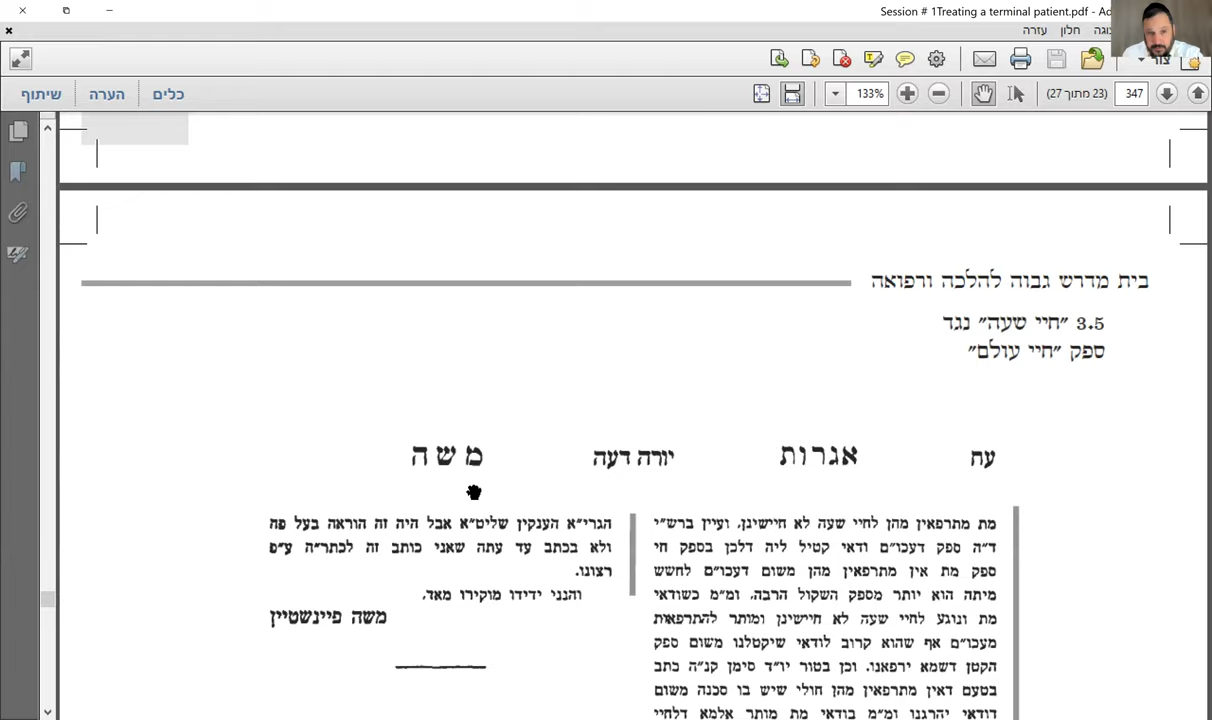 Session # 1Treating a terminal patient.pdf - Ad
חלון עזרה
צור
שיתוף הערה כלים
133%
(23 מתוך 27) 347
בית מדרש גבוה להלכה ורפואה
3.5 "חיי שעה" נגד
ספק "חיי עולם"
עח אגרות יורה דעה משה
מת מתרפאין מהן לחיי שעה לא חיישינן, ועיין ברש"י
ד"ה ספק דעכו"ם ודאי קטיל ליה דלכן בספק חי
ספק מת אין מתרפאין מהן משום דעכו"ם לחשש
מיתה הוא יותר מספק השקול הרבה, ומ"מ כשודאי
מת ונוגע לחיי שעה לא חיישינן ומותר להתרפאות
מעכו"ם אף שהוא קרוב לודאי שיקטלנו משום ספק
הקטן דשמא ירפאנו. וכן בטור יו"ד סימן קנ"ה כתב
בטעם דאין מתרפאין מהן חולי שיש בו סכנה משום
דודאי יהרגנו ומ"מ בודאי מת מותר אלמא דלחיי
הגרי"א הענקין שליט"א אבל היה זה הוראה בעל פה
ולא בכתב עד עתה שאני כותב זה לכתר"ה ע"פ
רצונו.
והנני ידידו מוקירו מאד,
משה פיינשטיין